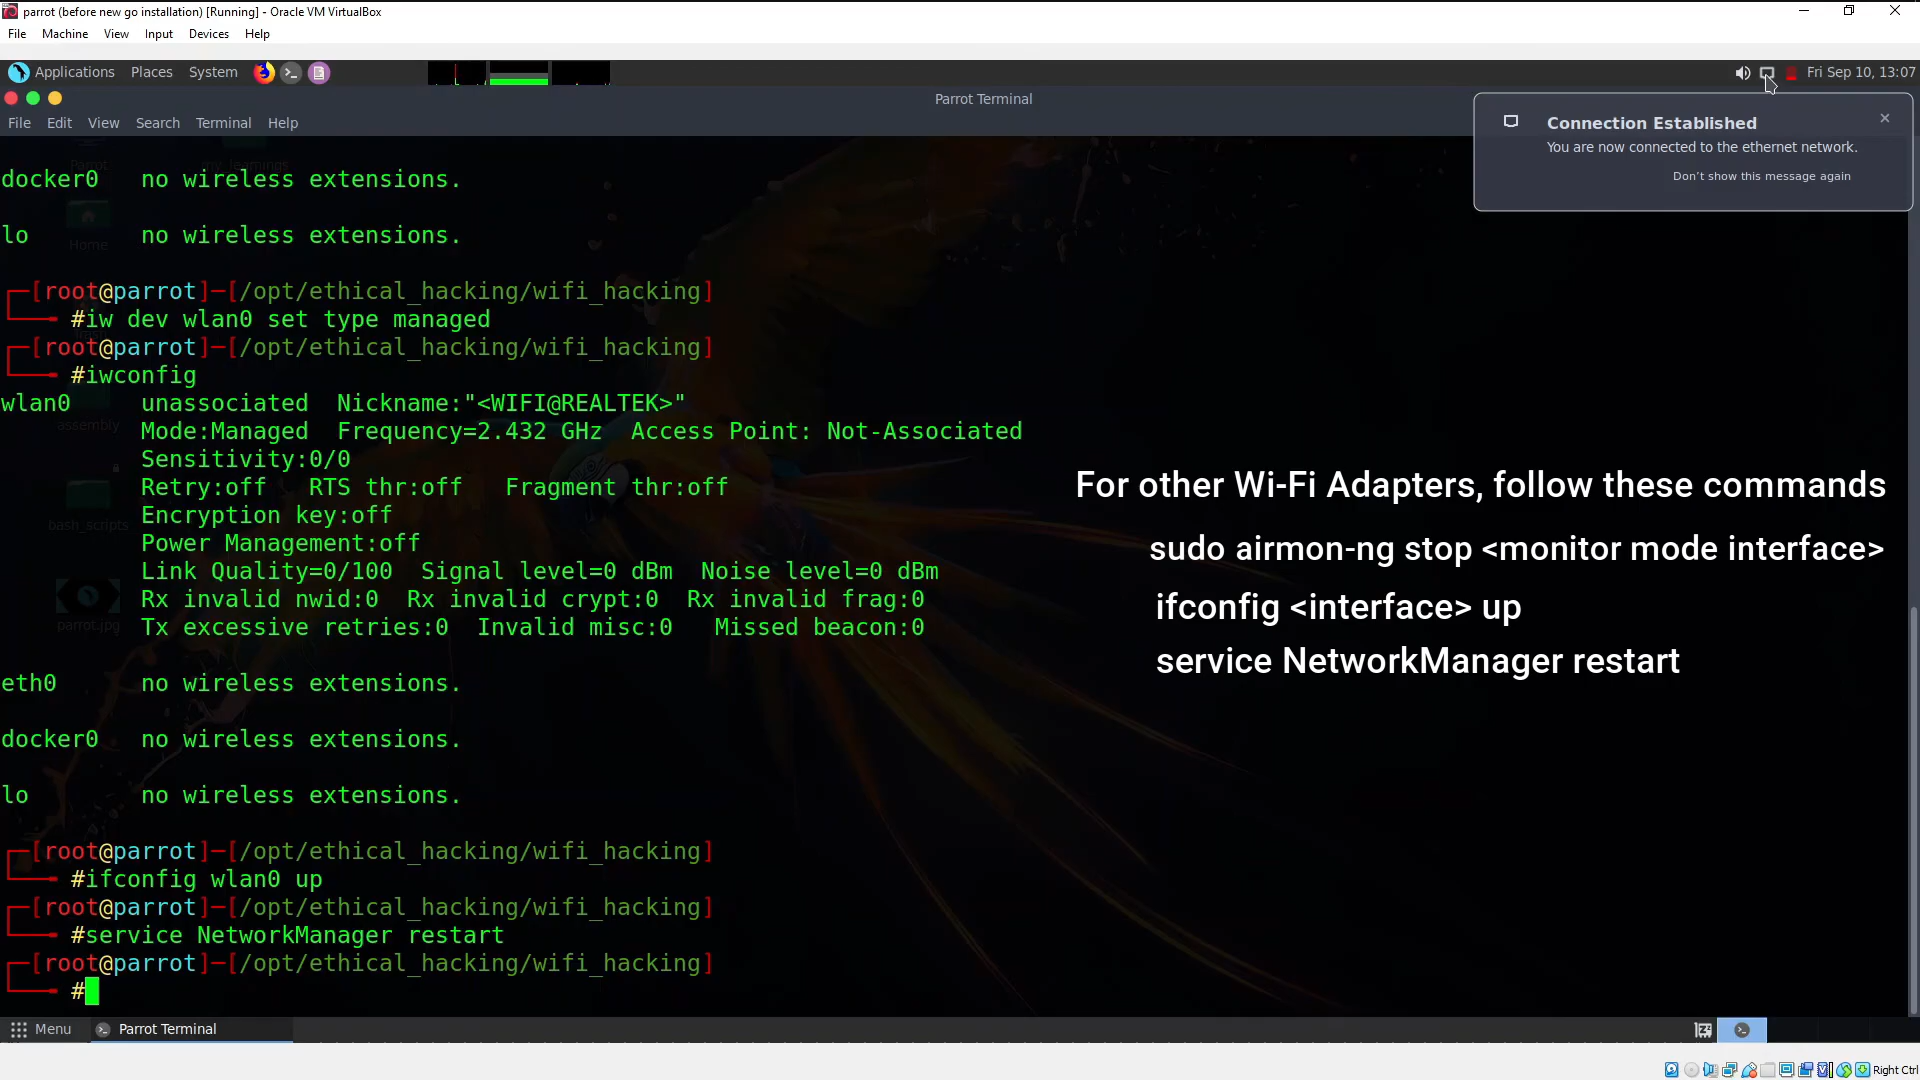 parrot (before new go installation) [Running] - Oracle VM VirtualBox
File Machine View Input Devices Help
Applications Places System
Fri Sep 10, 13:07
Parrot Terminal
File Edit View Search Terminal Help
Connection Established
You are now connected to the ethernet network.
Don't show this message again
Parrot
my_learnings
docker0 no wireless extensions.
lo no wireless extensions.
Home
┌─[root@parrot]─[/opt/ethical_hacking/wifi_hacking]
└──╼ #iw dev wlan0 set type managed
┌─[root@parrot]─[/opt/ethical_hacking/wifi_hacking]
└──╼ #iwconfig
wlan0 unassociated Nickname:"<WIFI@REALTEK>"
assembly
Mode:Managed Frequency=2.432 GHz Access Point: Not-Associated
Sensitivity:0/0
Retry:off RTS thr:off Fragment thr:off
Encryption key:off
bash_scripts
Power Management:off
Link Quality=0/100 Signal level=0 dBm Noise level=0 dBm
Rx invalid nwid:0 Rx invalid crypt:0 Rx invalid frag:0
Tx excessive retries:0 Invalid misc:0 Missed beacon:0
parrot.jpg
eth0 no wireless extensions.
docker0 no wireless extensions.
lo no wireless extensions.
┌─[root@parrot]─[/opt/ethical_hacking/wifi_hacking]
└──╼ #ifconfig wlan0 up
┌─[root@parrot]─[/opt/ethical_hacking/wifi_hacking]
└──╼ #service NetworkManager restart
┌─[root@parrot]─[/opt/ethical_hacking/wifi_hacking]
└──╼ #
For other Wi-Fi Adapters, follow these commands
sudo airmon-ng stop <monitor mode interface>
ifconfig <interface> up
service NetworkManager restart
Menu Parrot Terminal
Right Ctrl